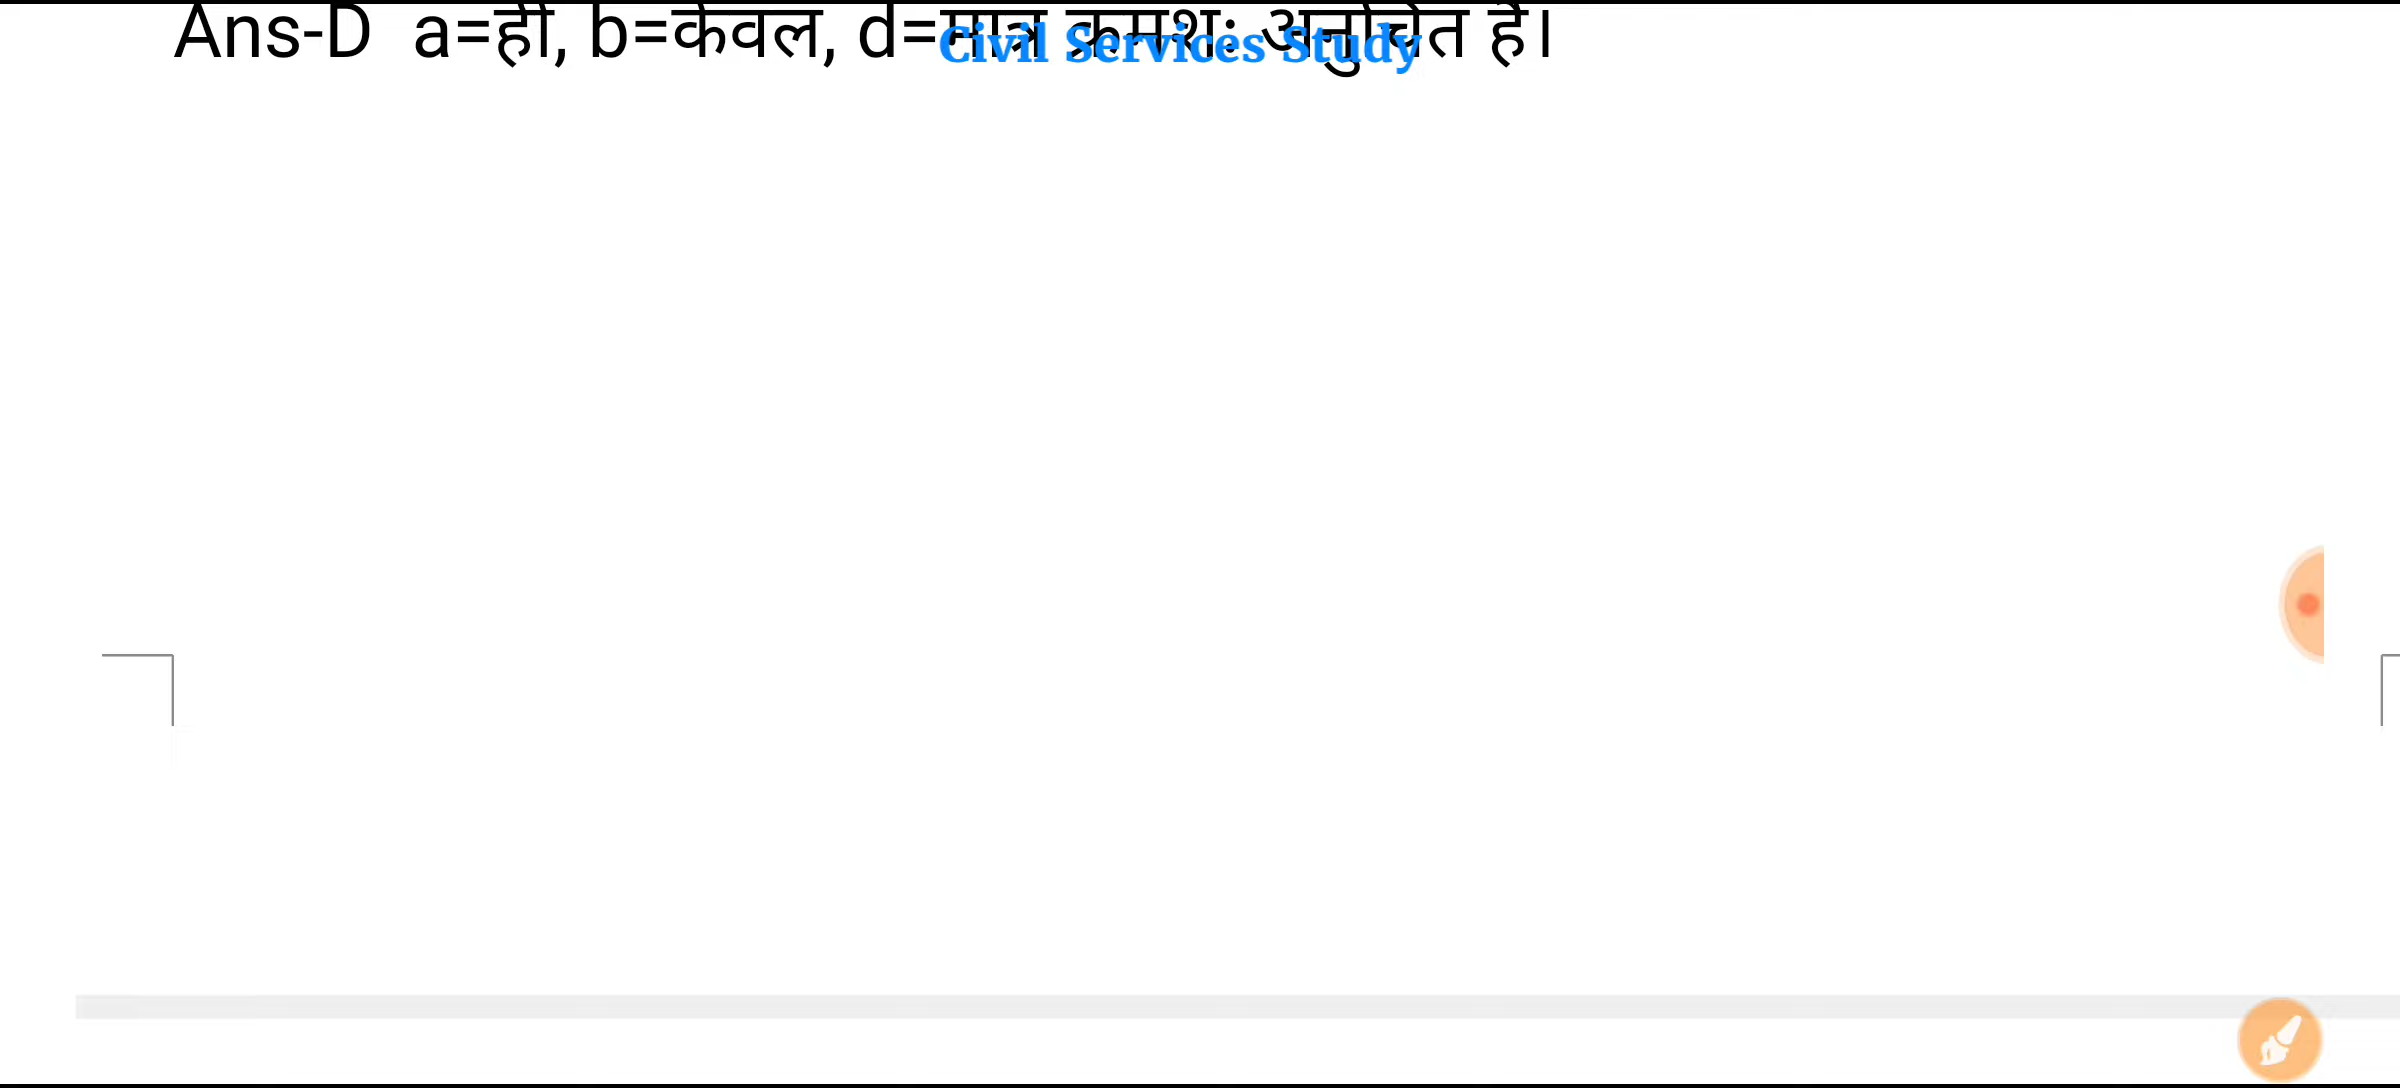 Ans-D a=ही, b=केवल, d=मात्र क्रमशः अनुचित है।
Civil Services Study